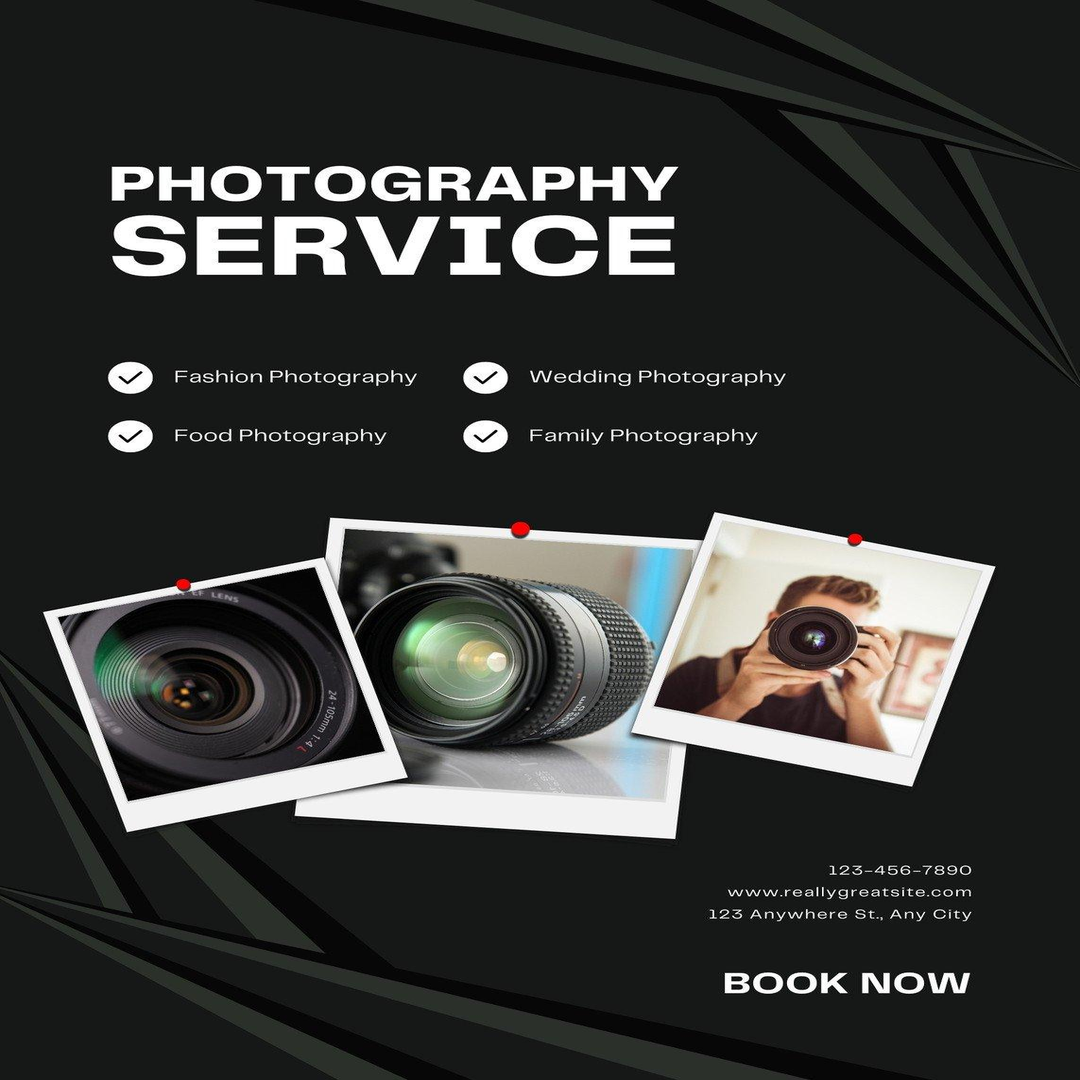 PHOTOGRAPHY
SERVICE
Fashion Photography
Wedding Photography
Food Photography
Family Photography
EF LENS
24-105mm 1:4 L
123-456-7890
www.reallygreatsite.com
123 Anywhere St., Any City
BOOK NOW